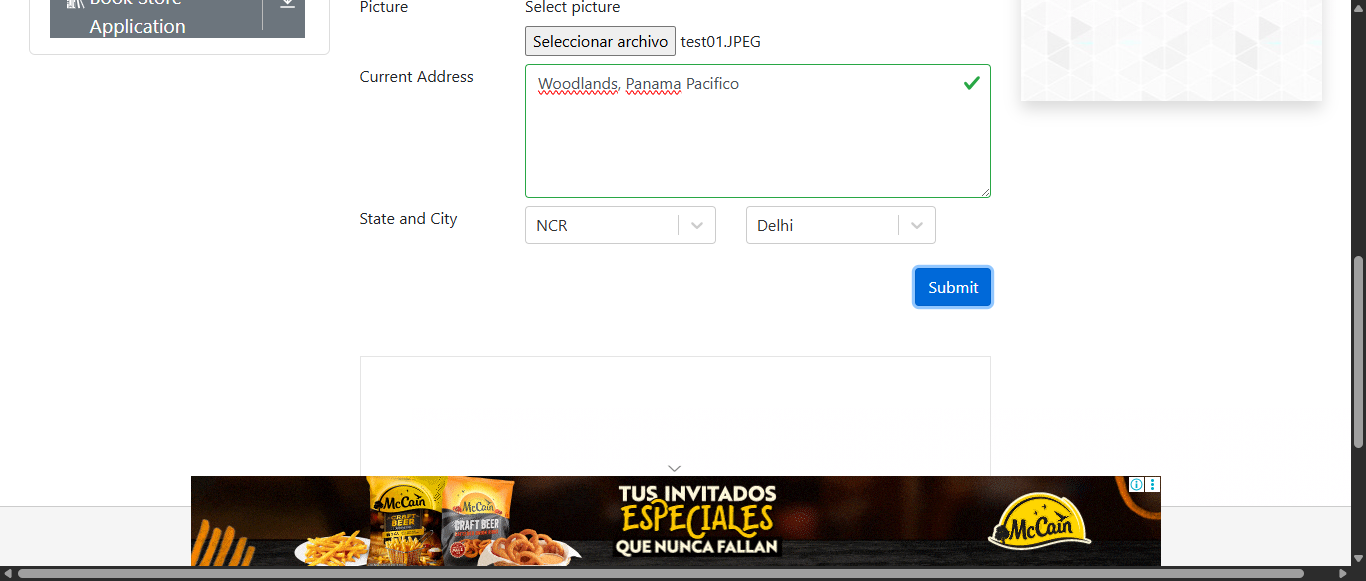 Book Store
Application
Picture
Select picture
Seleccionar archivo test01.JPEG
Current Address
Woodlands, Panama Pacifico
State and City
NCR
Delhi
Submit
McCain
CRAFT
BEER
McCain
CRAFT BEER
TUS INVITADOS
ESPECIALES
QUE NUNCA FALLAN
McCain